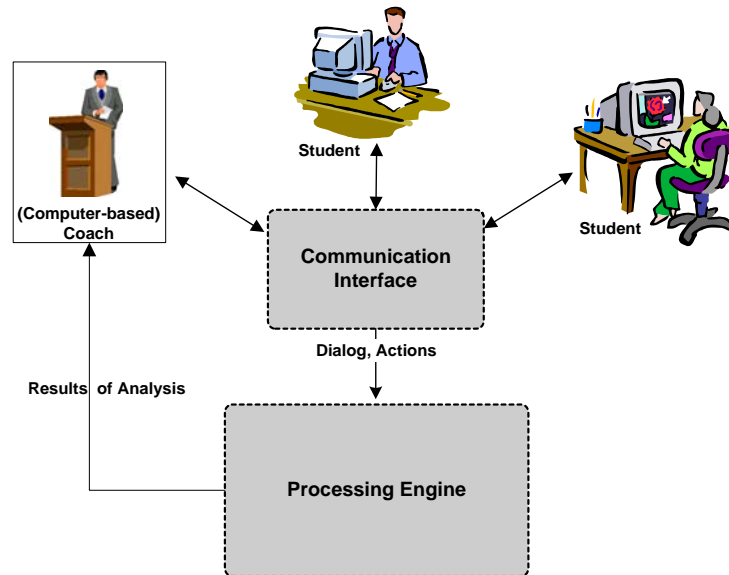 Student
(Computer-based)
Coach
Student
Communication
Interface
Dialog, Actions
Results of Analysis
Processing Engine